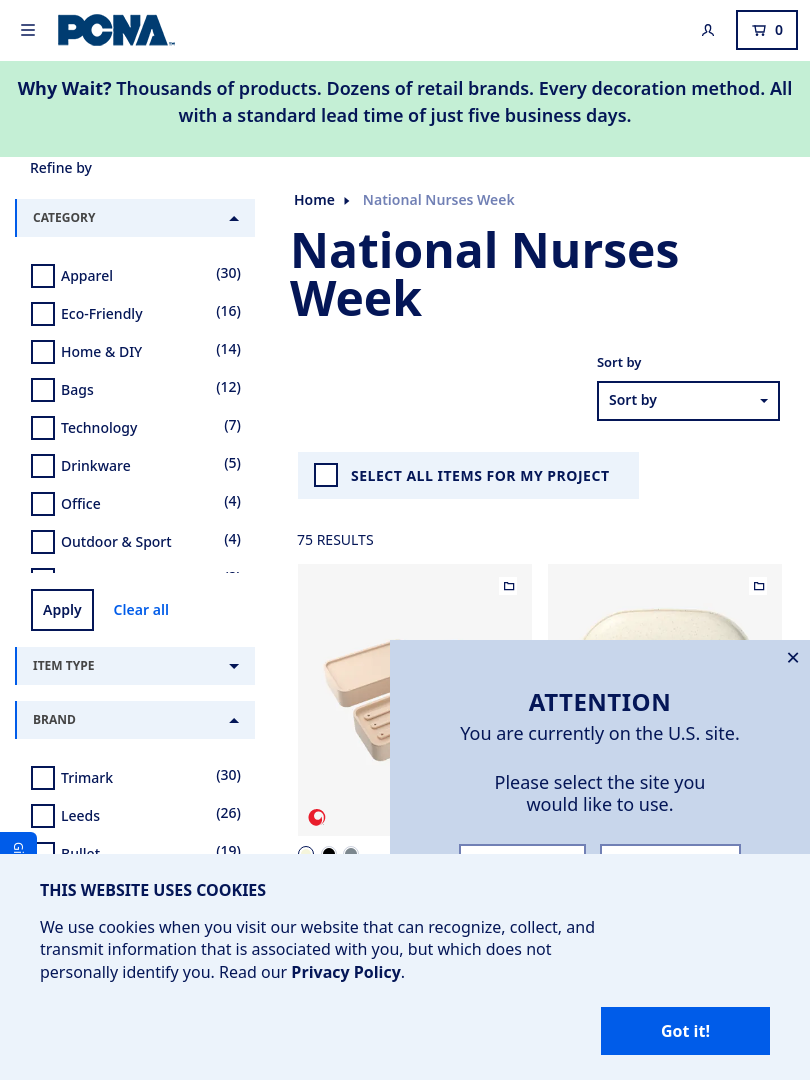 PCNA
0
Why Wait? Thousands of products. Dozens of retail brands. Every decoration method. All
with a standard lead time of just five business days.
Refine by
CATEGORY
Apparel (30)
Eco-Friendly (16)
Home & DIY (14)
Bags (12)
Technology (7)
Drinkware (5)
Office (4)
Outdoor & Sport (4)
Apply Clear all
ITEM TYPE
BRAND
Trimark (30)
Leeds (26)
Bullet (19)
Home National Nurses Week
National Nurses
Week
Sort by
Sort by
SELECT ALL ITEMS FOR MY PROJECT
75 RESULTS
ATTENTION
You are currently on the U.S. site.
Please select the site you
would like to use.
THIS WEBSITE USES COOKIES
We use cookies when you visit our website that can recognize, collect, and
transmit information that is associated with you, but which does not
personally identify you. Read our Privacy Policy.
Got it!